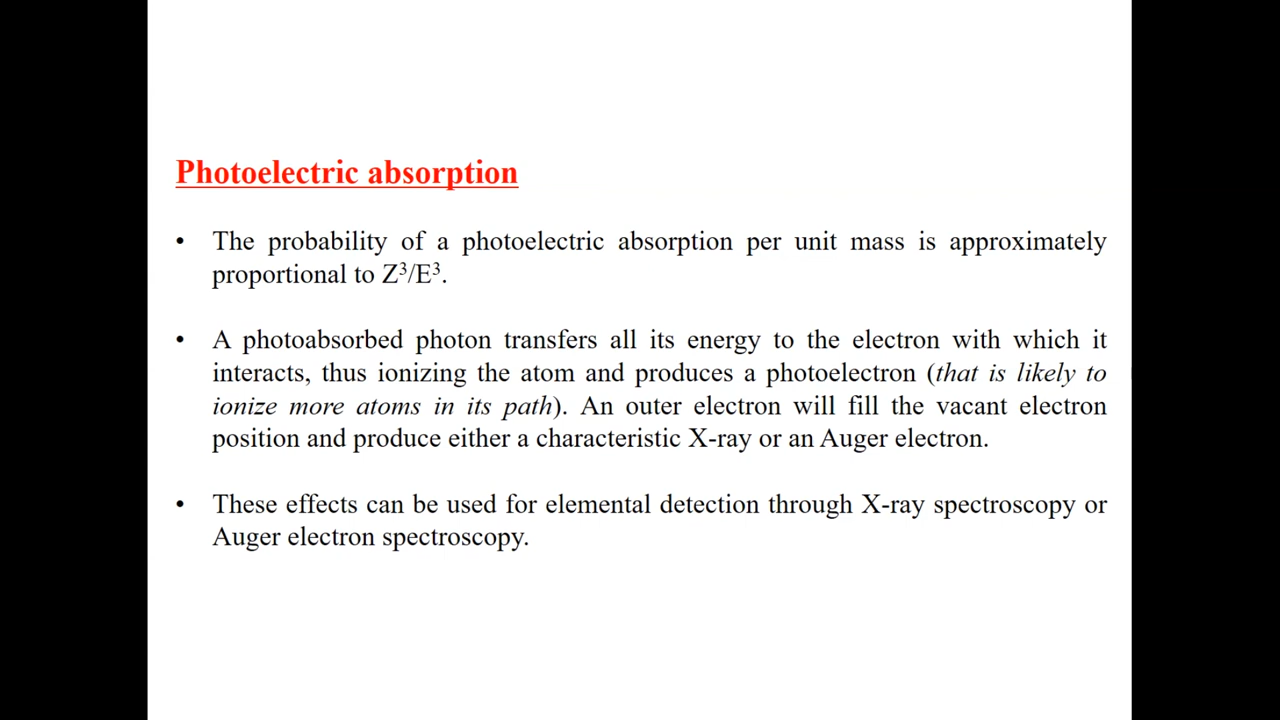 Photoelectric absorption
• The probability of a photoelectric absorption per unit mass is approximately
proportional to Z³/E³.
• A photoabsorbed photon transfers all its energy to the electron with which it
interacts, thus ionizing the atom and produces a photoelectron (that is likely to
ionize more atoms in its path). An outer electron will fill the vacant electron
position and produce either a characteristic X-ray or an Auger electron.
• These effects can be used for elemental detection through X-ray spectroscopy or
Auger electron spectroscopy.